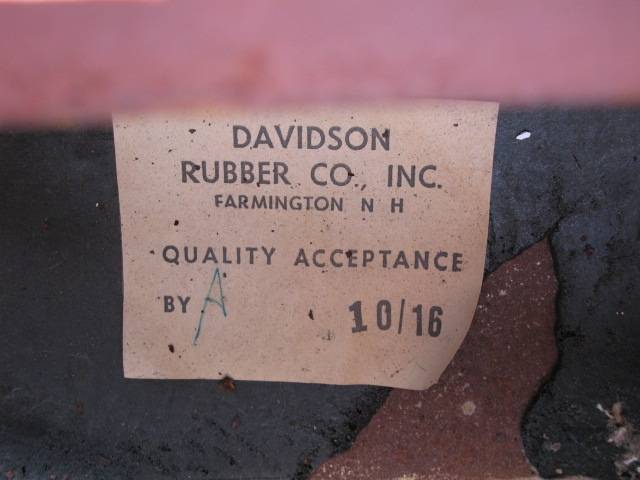 DAVIDSON
RUBBER CO., INC.
FARMINGTON N H
QUALITY ACCEPTANCE
BY A 10/16